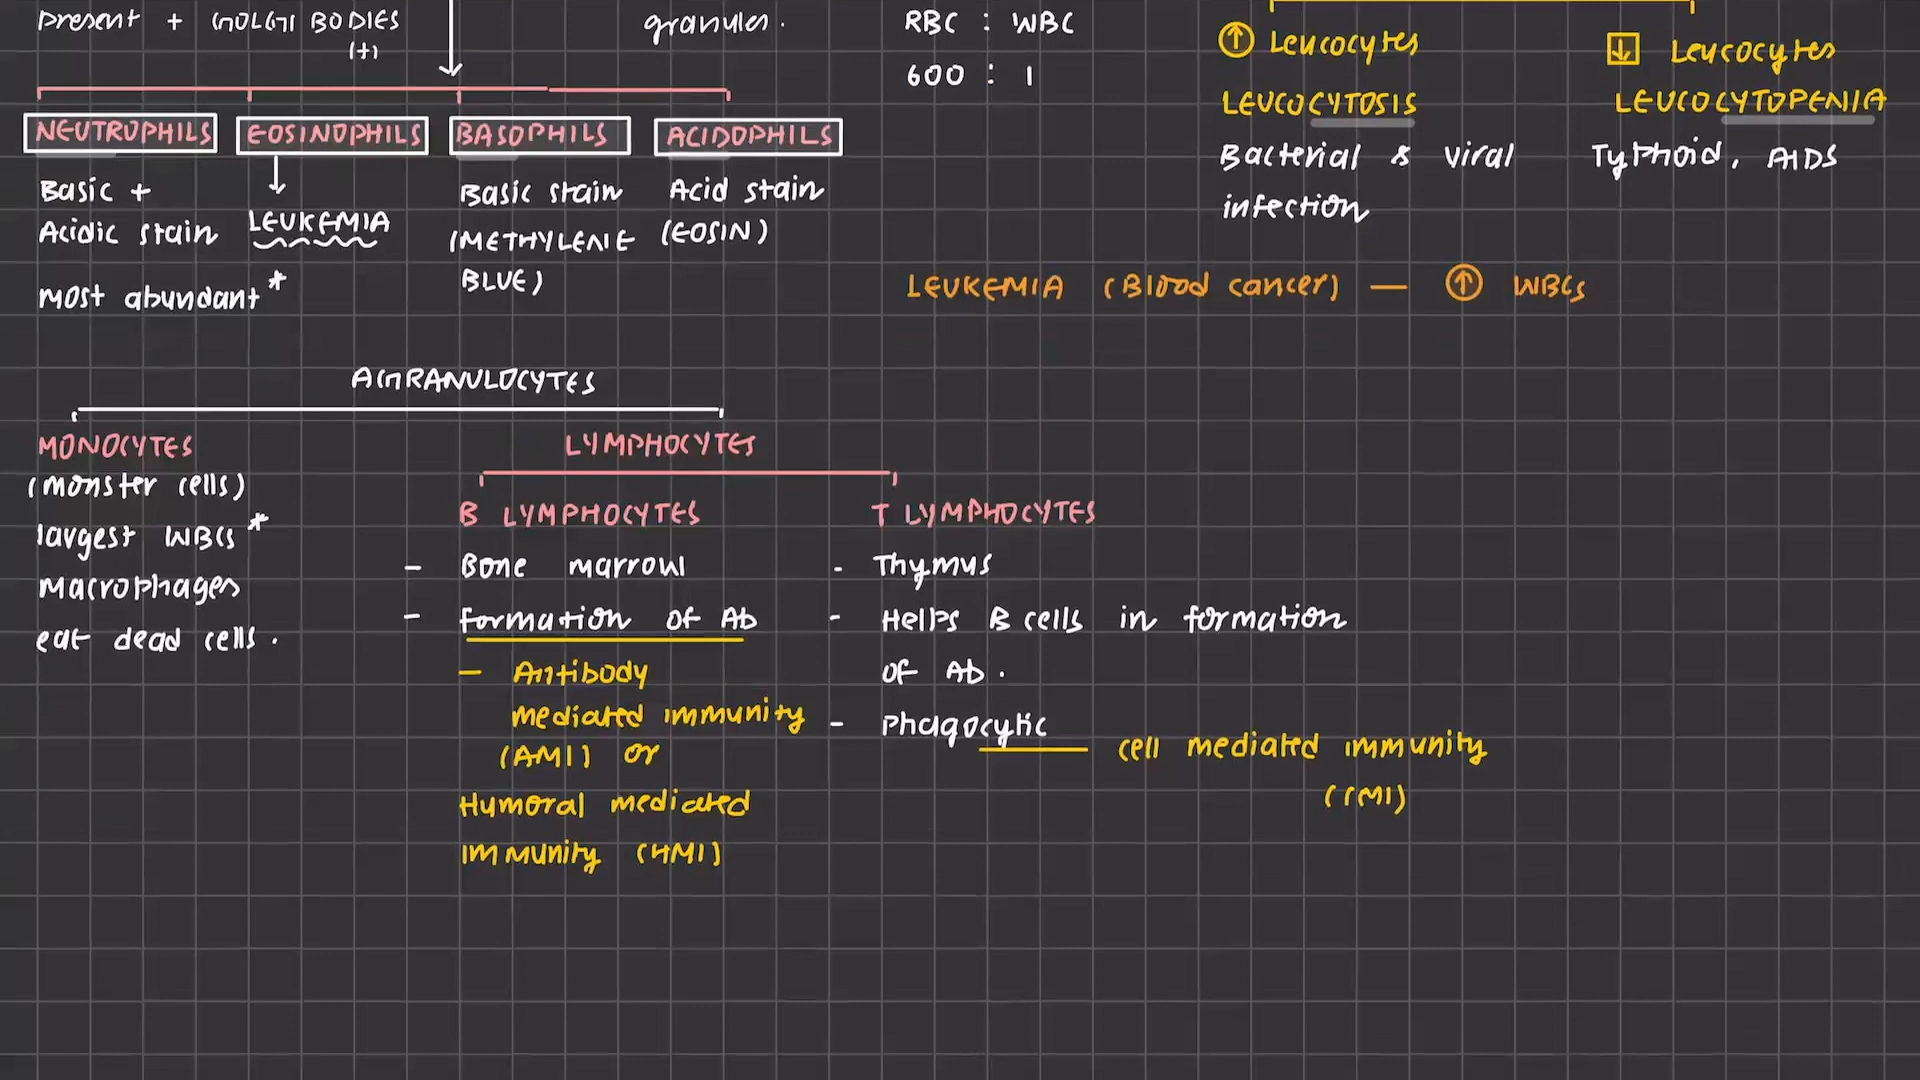 Present + GOLGI BODIES
(+)
granules.
RBC : WBC
600 : 1
↑ Leucocytes
LEUCOCYTOSIS
Bacterial & viral
infection
↓ Leucocytes
LEUCOCYTOPENIA
Typhoid, AIDS
NEUTROPHILS
Basic +
Acidic stain
most abundant*
EOSINOPHILS
LEUKEMIA
BASOPHILS
Basic stain
(METHYLENE
BLUE)
ACIDOPHILS
Acid stain
(EOSIN)
LEUKEMIA (Blood cancer) — ↑ WBCs
AGRANULOCYTES
MONOCYTES
(monster cells)
largest WBCs*
Macrophages
eat dead cells.
LYMPHOCYTES
B LYMPHOCYTES
- Bone marrow
- formation of Ab
- Antibody
mediated immunity
(AMI) or
Humoral mediated
immunity (HMI)
T LYMPHOCYTES
- Thymus
- Helps B cells in formation
of Ab.
- Phagocytic
cell mediated immunity
(CMI)